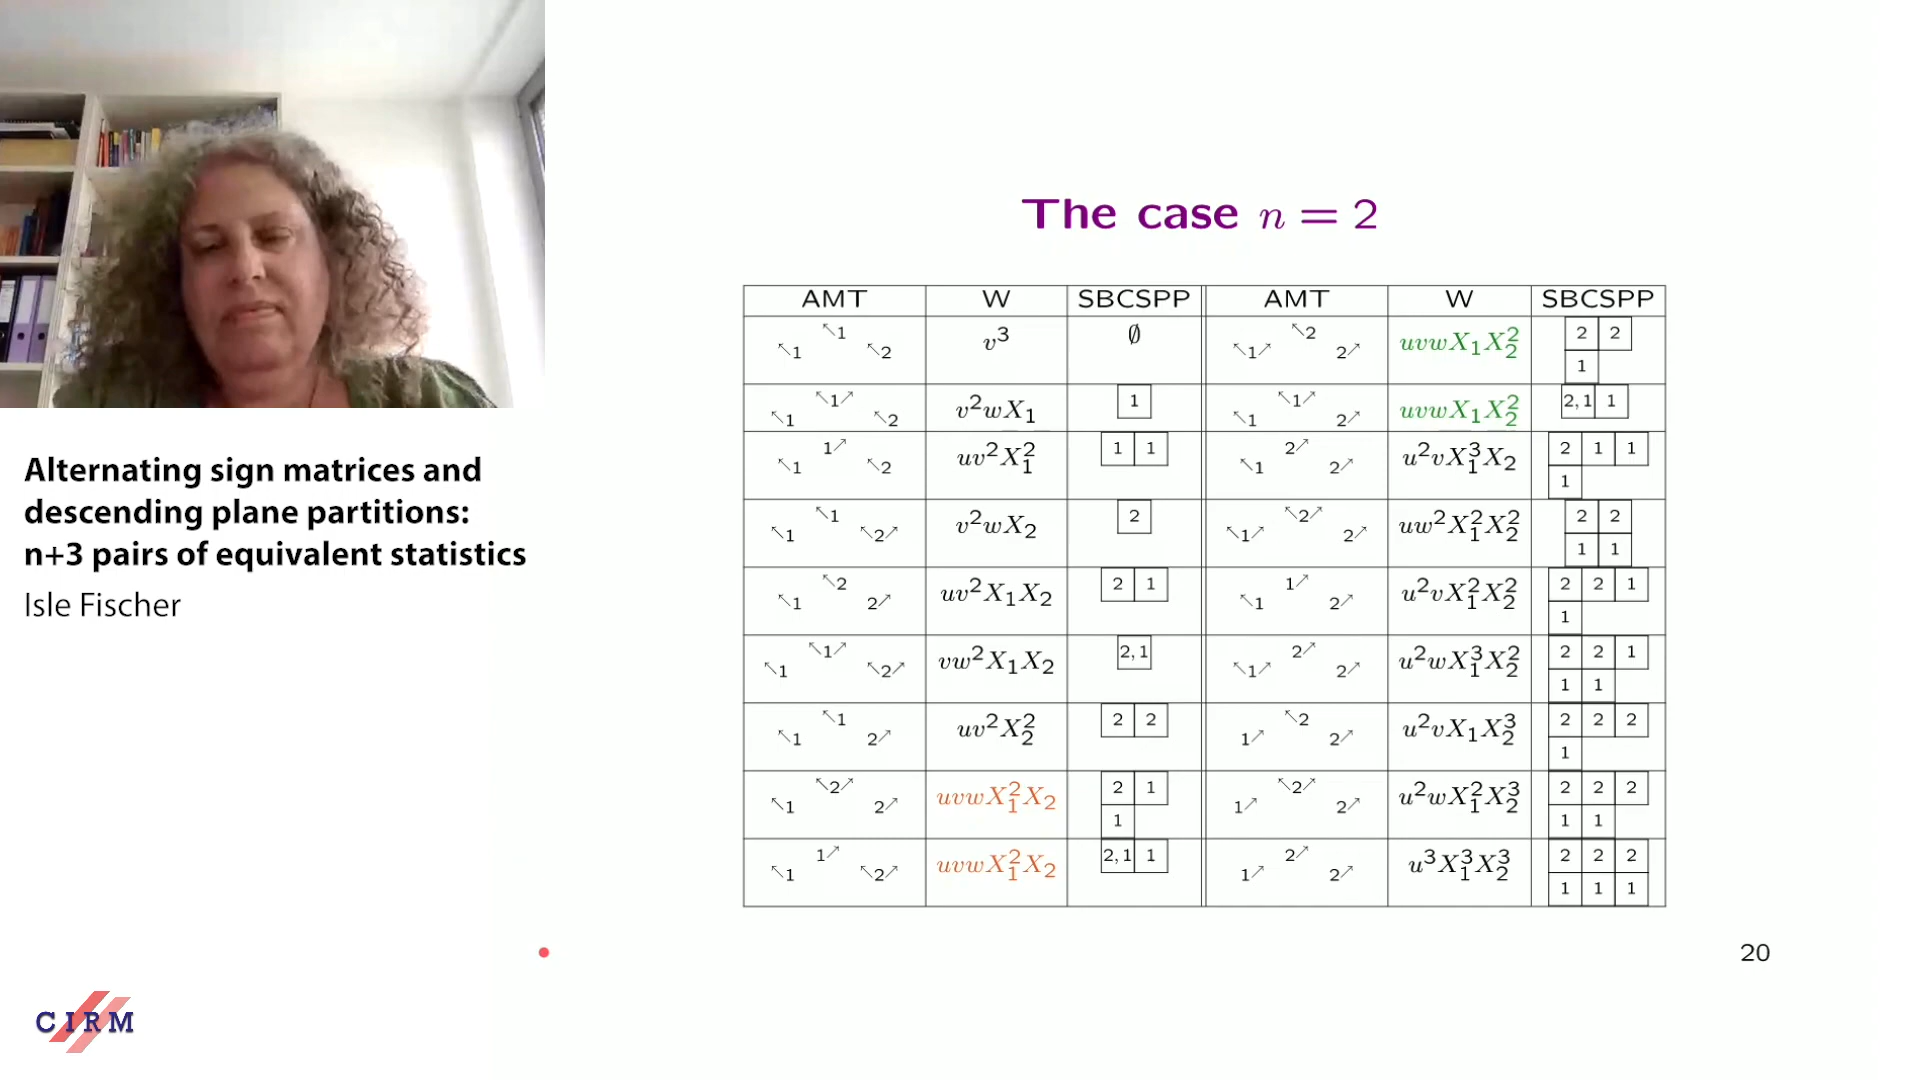 The case n = 2
AMT W SBCSPP AMT W SBCSPP
↖1
↖1 ↖2
v³
∅
↖2
↖1↗ 2↗
uvwX₁X₂²
2 2
1
↖1↗
↖1 ↖2
v²wX₁
1
↖1↗
↖1 2↗
uvwX₁X₂²
2,1 1
1↗
↖1 ↖2
uv²X₁²
1 1
2↗
↖1 2↗
u²vX₁³X₂
2 1 1
1
↖1
↖1 ↖2↗
v²wX₂
2
↖2↗
↖1↗ 2↗
uw²X₁²X₂²
2 2
1 1
↖2
↖1 2↗
uv²X₁X₂
2 1
1↗
↖1 2↗
u²vX₁²X₂²
2 2 1
1
↖1↗
↖1 ↖2↗
vw²X₁X₂
2,1
2↗
↖1↗ 2↗
u²wX₁³X₂²
2 2 1
1 1
↖1
↖1 2↗
uv²X₂²
2 2
↖2
1↗ 2↗
u²vX₁X₂³
2 2 2
1
↖2↗
↖1 2↗
uvwX₁²X₂
2 1
1
↖2↗
1↗ 2↗
u²wX₁²X₂³
2 2 2
1 1
1↗
↖1 ↖2↗
uvwX₁²X₂
2,1 1
2↗
1↗ 2↗
u³X₁³X₂³
2 2 2
1 1 1
20
Alternating sign matrices and
descending plane partitions:
n+3 pairs of equivalent statistics
Isle Fischer
CIRM